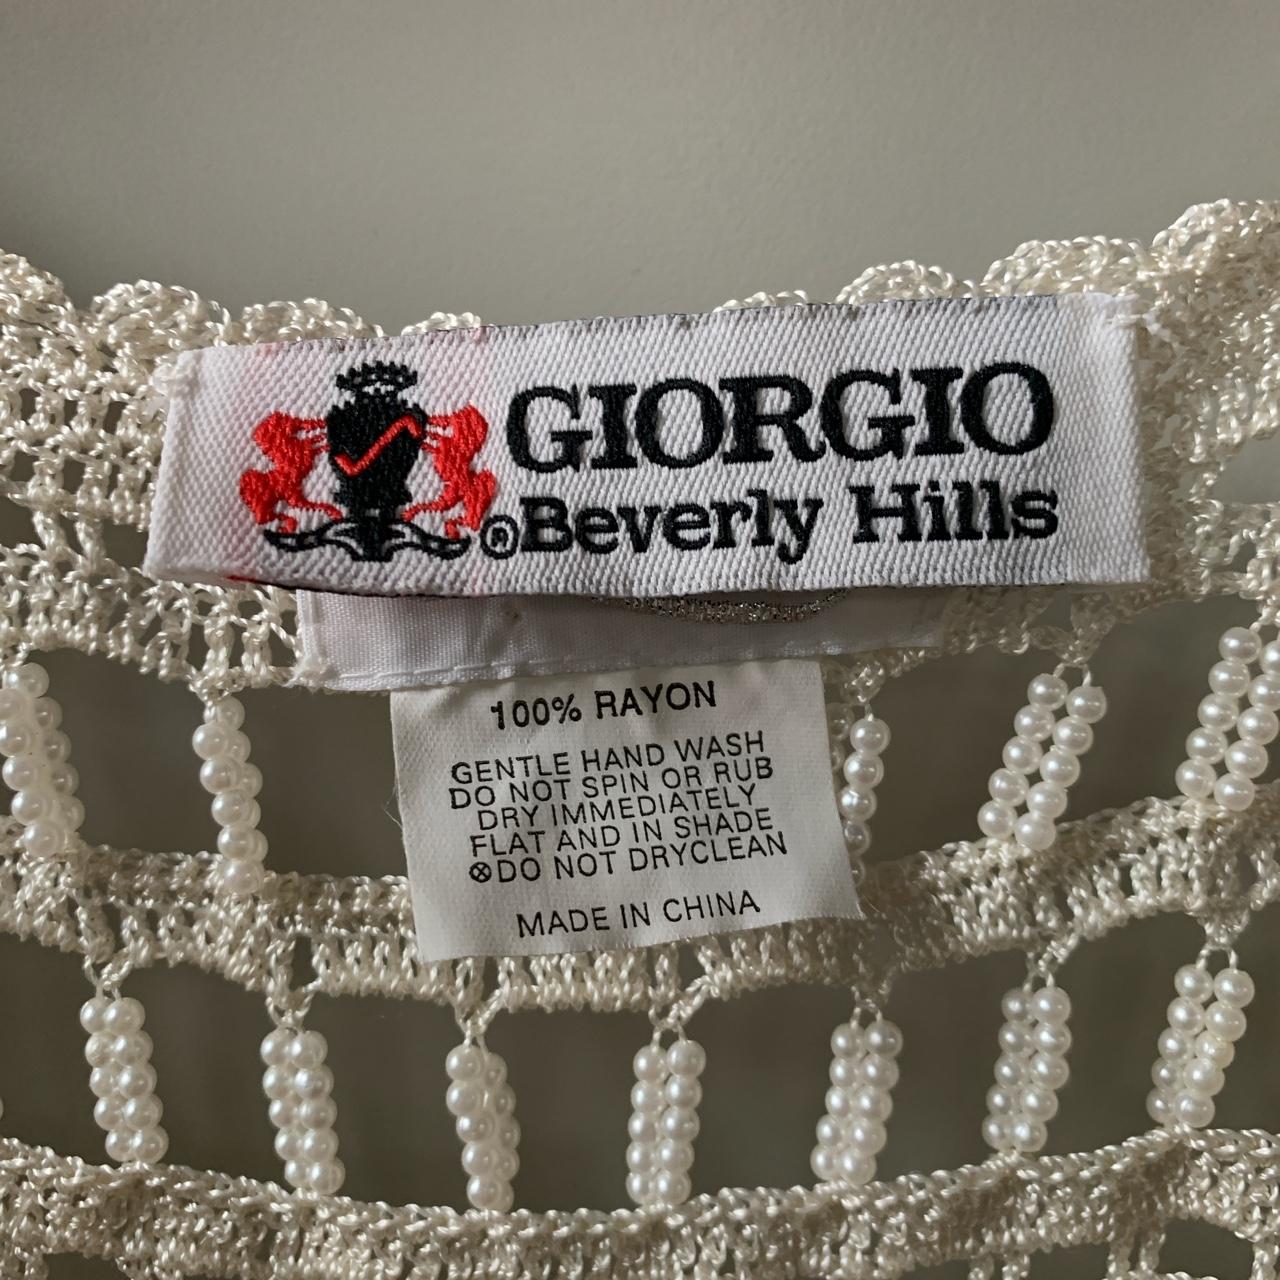 GIORGIO
®Beverly Hills
100% RAYON
GENTLE HAND WASH
DO NOT SPIN OR RUB
DRY IMMEDIATELY
FLAT AND IN SHADE
⊗DO NOT DRYCLEAN
MADE IN CHINA